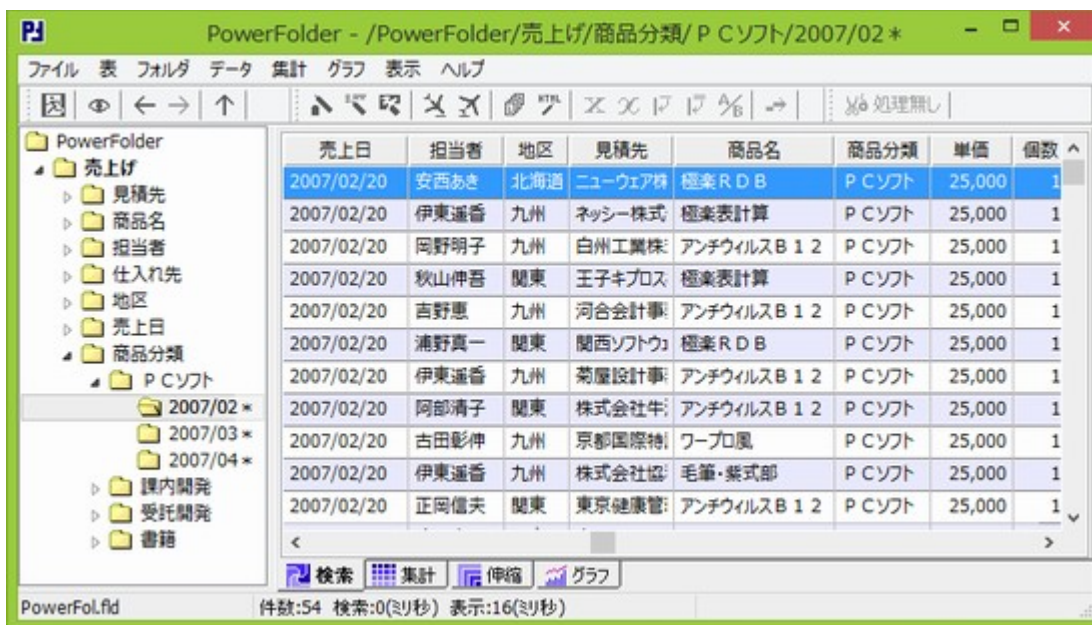 PowerFolder - /PowerFolder/売上げ/商品分類/ＰＣソフト/2007/02 *
ファイル 表 フォルダ データ 集計 グラフ 表示 ヘルプ
HTML A/B 処理無し
PowerFolder
売上げ
見積先
商品名
担当者
仕入れ先
地区
売上日
商品分類
ＰＣソフト
2007/02 *
2007/03 *
2007/04 *
課内開発
受託開発
書籍
売上日 担当者 地区 見積先 商品名 商品分類 単価 個数
2007/02/20 安西あき 北海道 ニューウェア株 極楽ＲＤＢ ＰＣソフト 25,000 1
2007/02/20 伊東遥香 九州 ネッシー株式 極楽表計算 ＰＣソフト 25,000 1
2007/02/20 岡野明子 九州 白州工業株 アンチウィルスＢ１２ ＰＣソフト 25,000 1
2007/02/20 秋山伸吾 関東 王子キプロス 極楽表計算 ＰＣソフト 25,000 1
2007/02/20 吉野恵 九州 河合会計事 アンチウィルスＢ１２ ＰＣソフト 25,000 1
2007/02/20 浦野真一 関東 関西ソフトウ 極楽ＲＤＢ ＰＣソフト 25,000 1
2007/02/20 伊東遥香 九州 菊屋設計事 アンチウィルスＢ１２ ＰＣソフト 25,000 1
2007/02/20 阿部清子 関東 株式会社牛 アンチウィルスＢ１２ ＰＣソフト 25,000 1
2007/02/20 古田彰伸 九州 京都国際特 ワープロ風 ＰＣソフト 25,000 1
2007/02/20 伊東遥香 九州 株式会社協 毛筆・紫式部 ＰＣソフト 25,000 1
2007/02/20 正岡信夫 関東 東京健康管 アンチウィルスＢ１２ ＰＣソフト 25,000 1
検索 集計 伸縮 グラフ
PowerFol.fld 件数:54 検索:0(ミリ秒) 表示:16(ミリ秒)